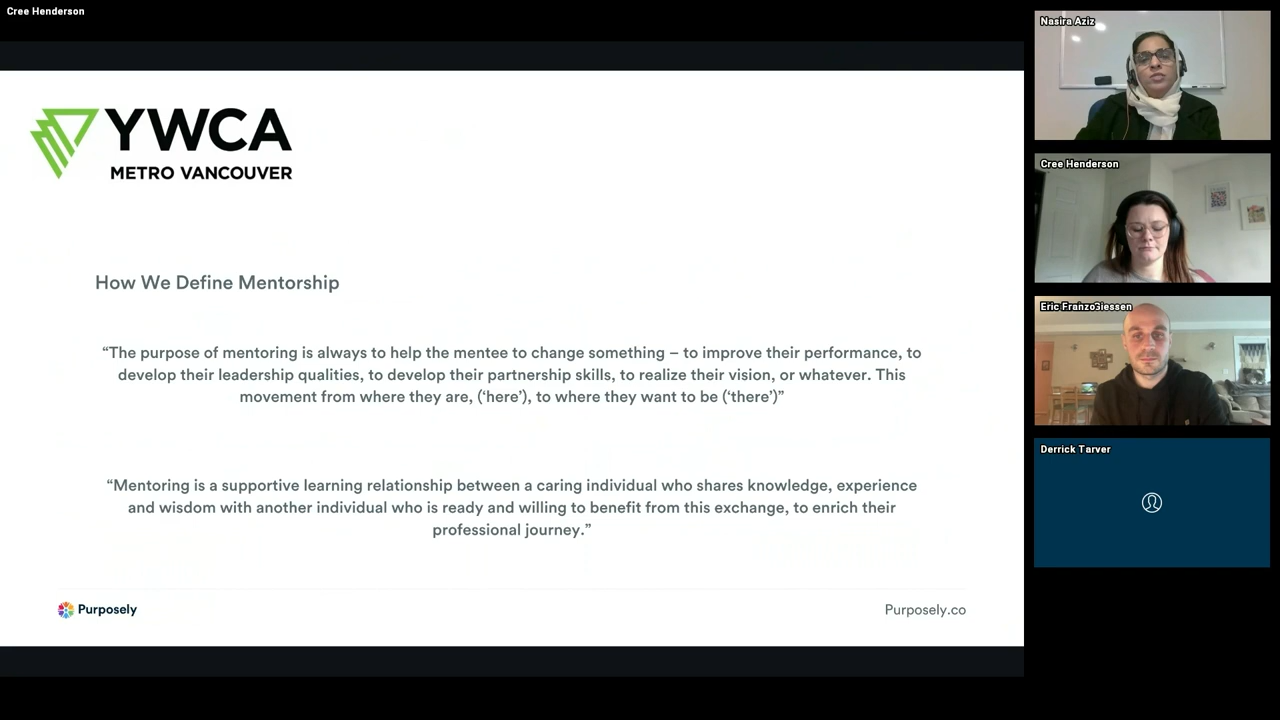 Cree Henderson
YWCA
METRO VANCOUVER
How We Define Mentorship
“The purpose of mentoring is always to help the mentee to change something – to improve their performance, to
develop their leadership qualities, to develop their partnership skills, to realize their vision, or whatever. This
movement from where they are, (‘here’), to where they want to be (‘there’)”
“Mentoring is a supportive learning relationship between a caring individual who shares knowledge, experience
and wisdom with another individual who is ready and willing to benefit from this exchange, to enrich their
professional journey.”
Purposely
Purposely.co
Nasira Aziz
Cree Henderson
Eric FranzoGiessen
Derrick Tarver